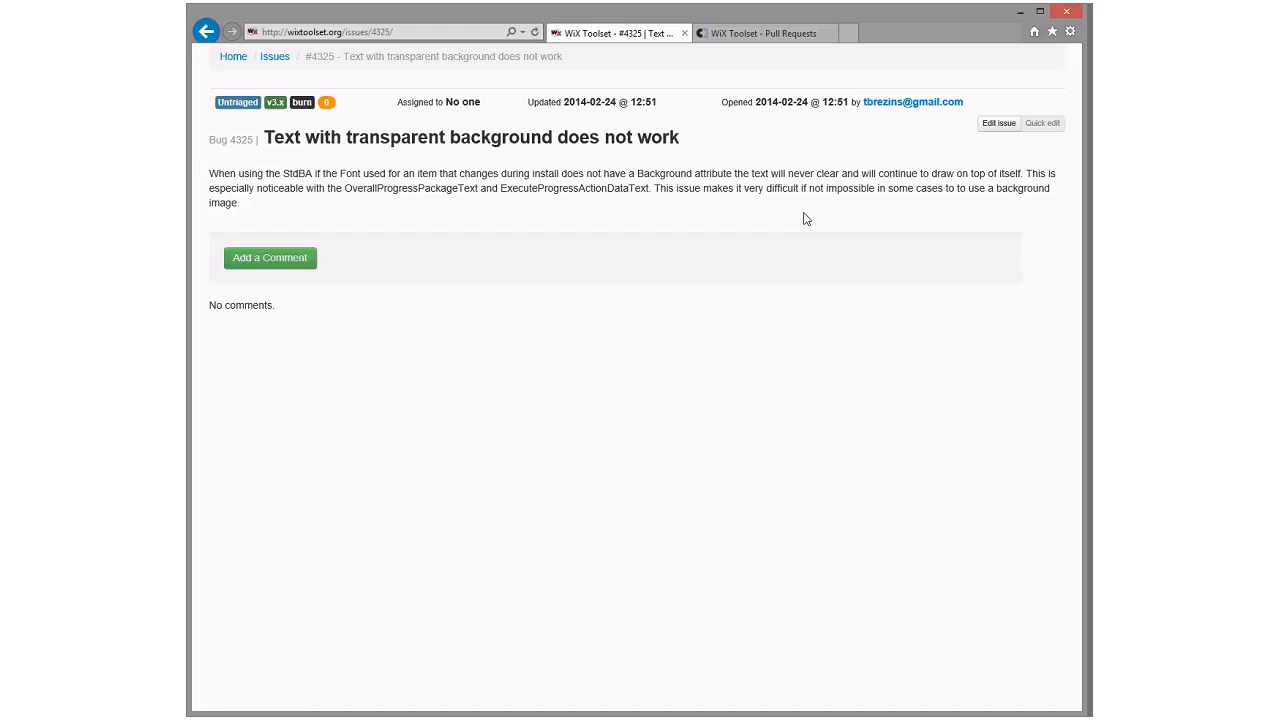 http://wixtoolset.org/issues/4325/
WiX Toolset - #4325 | Text ...
WiX Toolset - Pull Requests
Home / Issues / #4325 - Text with transparent background does not work
Untriaged v3.x burn 0 Assigned to No one Updated 2014-02-24 @ 12:51 Opened 2014-02-24 @ 12:51 by tbrezins@gmail.com
Edit issue Quick edit
Bug 4325 | Text with transparent background does not work
When using the StdBA if the Font used for an item that changes during install does not have a Background attribute the text will never clear and will continue to draw on top of itself. This is
especially noticeable with the OverallProgressPackageText and ExecuteProgressActionDataText. This issue makes it very difficult if not impossible in some cases to to use a background
image.
Add a Comment
No comments.